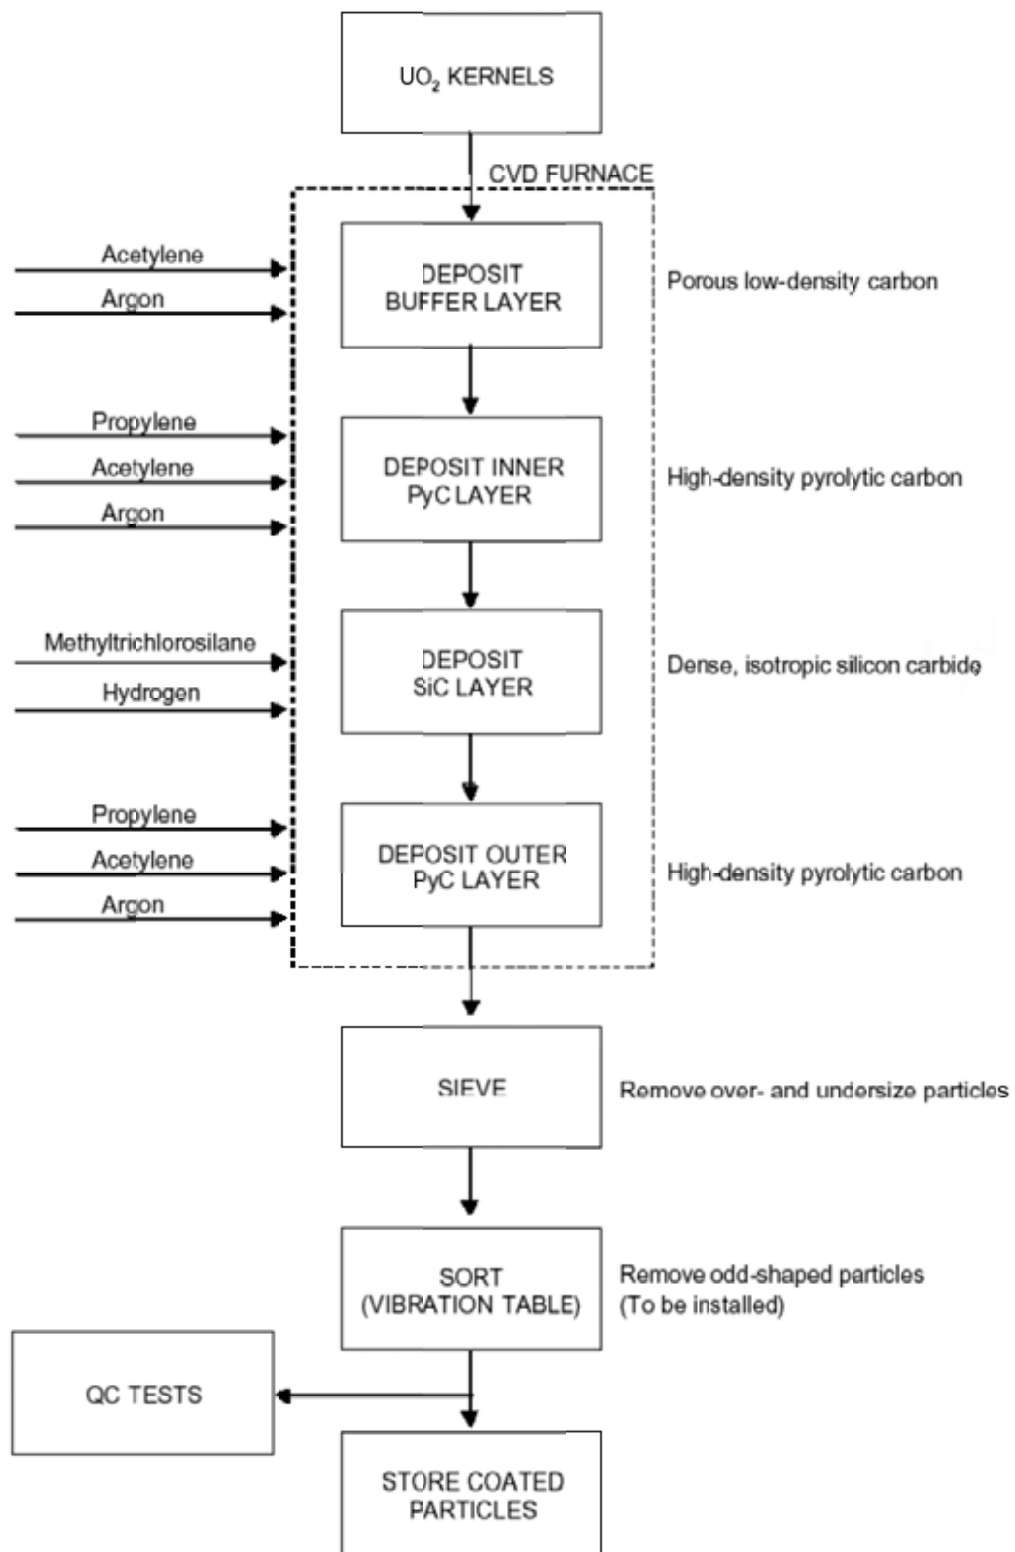 UO₂ KERNELS
CVD FURNACE
Acetylene
Argon
DEPOSIT
BUFFER LAYER
Porous low-density carbon
Propylene
Acetylene
Argon
DEPOSIT INNER
PyC LAYER
High-density pyrolytic carbon
Methyltrichlorosilane
Hydrogen
DEPOSIT
SiC LAYER
Dense, isotropic silicon carbide
Propylene
Acetylene
Argon
DEPOSIT OUTER
PyC LAYER
High-density pyrolytic carbon
SIEVE
Remove over- and undersize particles
SORT
(VIBRATION TABLE)
Remove odd-shaped particles
(To be installed)
QC TESTS
STORE COATED
PARTICLES